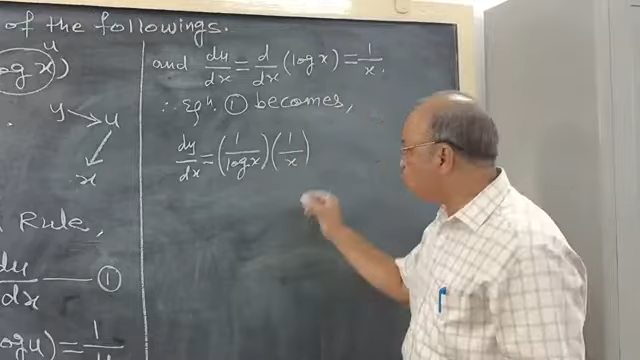 of the followings.
og x)
u
y → u
x
Rule,
du/dx — ①
og u) = 1/u
and du/dx = d/dx (log x) = 1/x.
∴ eqⁿ. ① becomes,
dy/dx = (1/log x)(1/x)